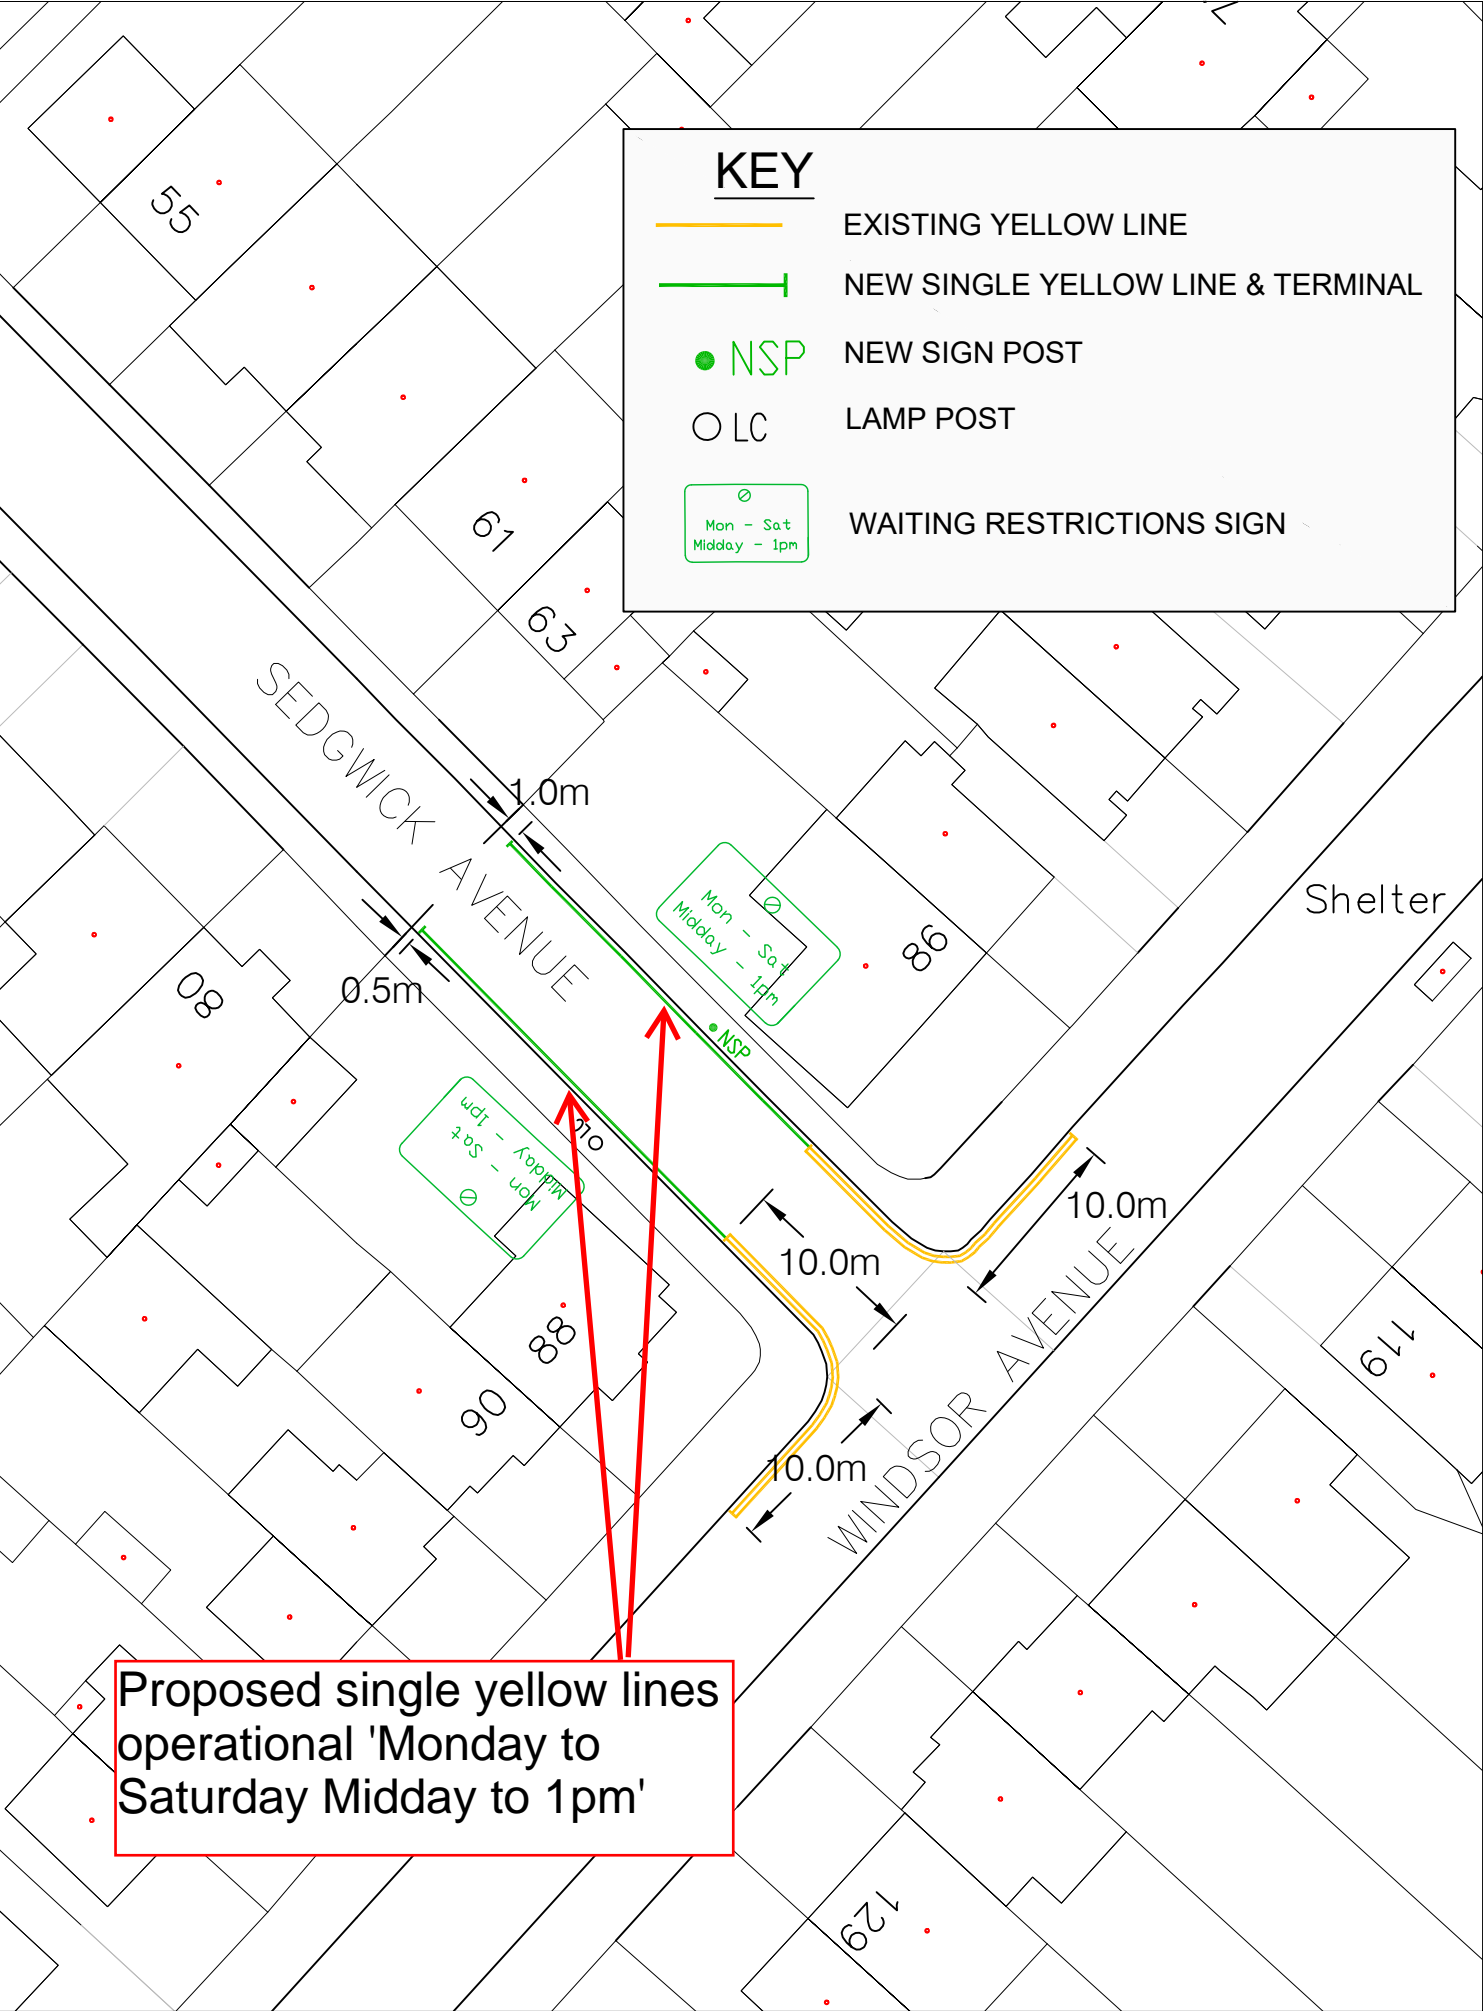 KEY
EXISTING YELLOW LINE
NEW SINGLE YELLOW LINE & TERMINAL
NSP NEW SIGN POST
LC LAMP POST
Mon - Sat
Midday - 1pm
WAITING RESTRICTIONS SIGN
55
61
63
SEDGWICK AVENUE
1.0m
0.5m
Mon - Sat
Midday - 1pm
NSP
98
Shelter
80
Mon - Sat
Midday - 1pm
LC
10.0m
10.0m
10.0m
WINDSOR AVENUE
88
90
119
129
Proposed single yellow lines
operational 'Monday to
Saturday Midday to 1pm'